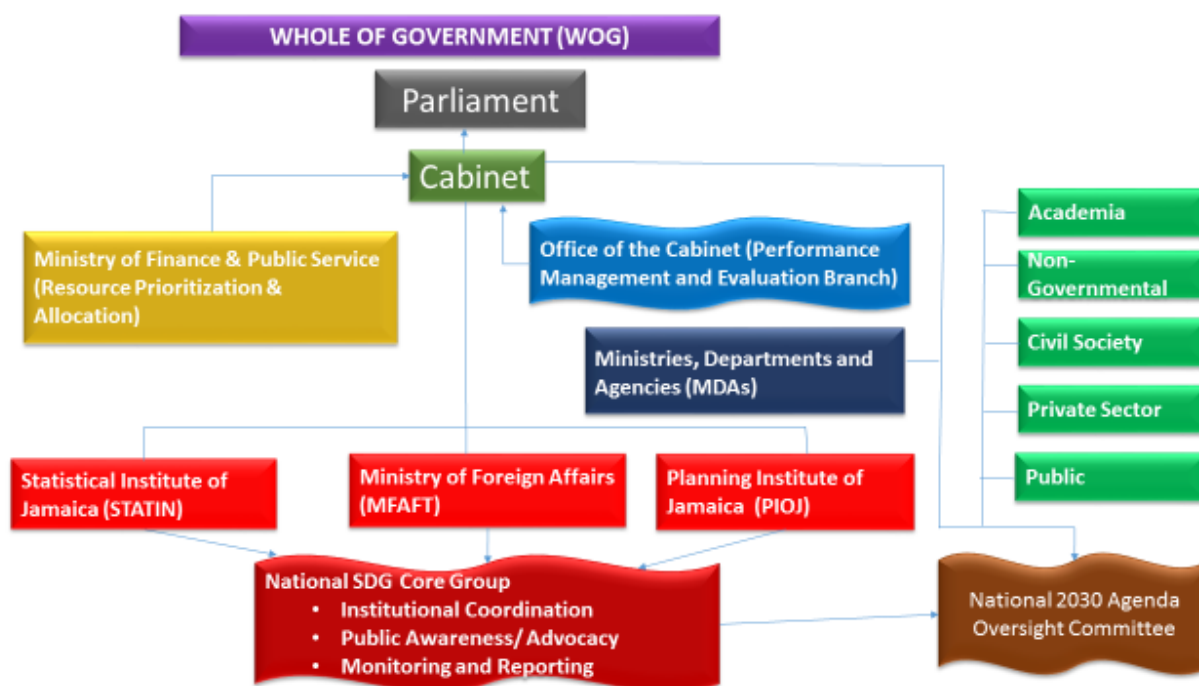 WHOLE OF GOVERNMENT (WOG)
Parliament
Cabinet
Ministry of Finance & Public Service
(Resource Prioritization &
Allocation)
Office of the Cabinet (Performance
Management and Evaluation Branch)
Ministries, Departments and
Agencies (MDAs)
Academia
Non-
Governmental
Civil Society
Private Sector
Public
Statistical Institute of
Jamaica (STATIN)
Ministry of Foreign Affairs
(MFAFT)
Planning Institute of
Jamaica (PIOJ)
National SDG Core Group
• Institutional Coordination
• Public Awareness/ Advocacy
• Monitoring and Reporting
National 2030 Agenda
Oversight Committee